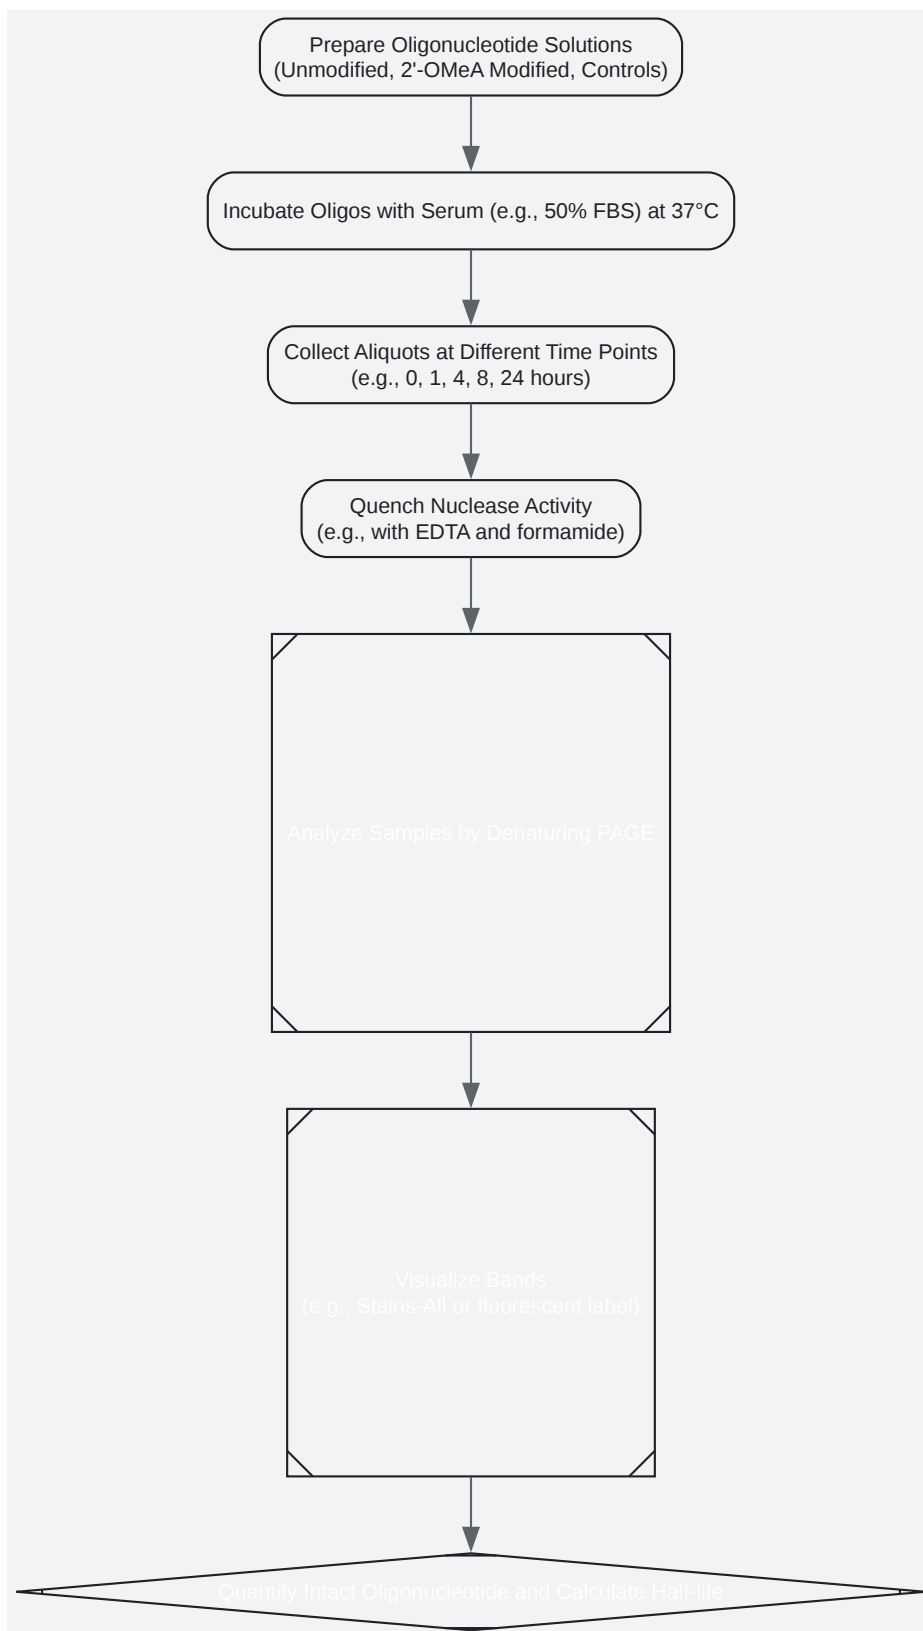 Prepare Oligonucleotide Solutions
(Unmodified, 2'-OMeA Modified, Controls)
Incubate Oligos with Serum (e.g., 50% FBS) at 37°C
Collect Aliquots at Different Time Points
(e.g., 0, 1, 4, 8, 24 hours)
Quench Nuclease Activity
(e.g., with EDTA and formamide)
Analyze Samples by Denaturing PAGE
Visualize Bands
(e.g., Stains-All or fluorescent label)
Quantify Intact Oligonucleotide and Calculate Half-life